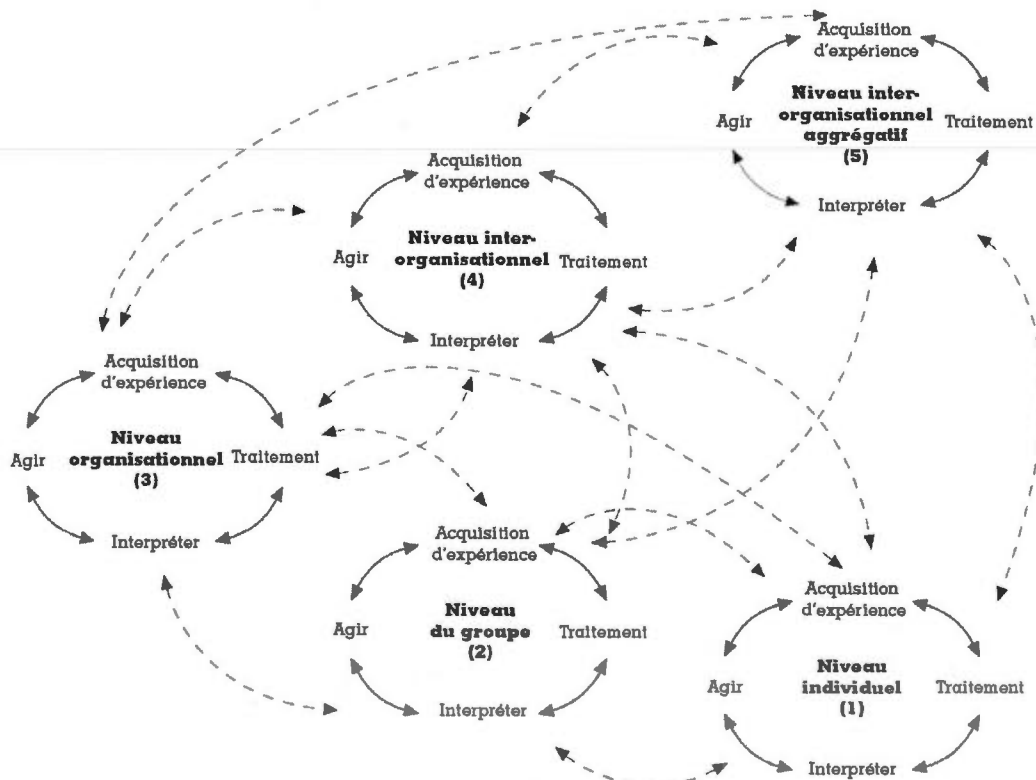 Acquisition
d'expérience
Niveau inter-
organisationnel
aggrégatif
(5)
Agir
Traitement
Interpréter
Acquisition
d'expérience
Niveau inter-
organisationnel
(4)
Agir
Traitement
Interpréter
Acquisition
d'expérience
Niveau
organisationnel
(3)
Agir
Traitement
Interpréter
Acquisition
d'expérience
Niveau
du groupe
(2)
Agir
Traitement
Interpréter
Acquisition
d'expérience
Niveau
individuel
(1)
Agir
Traitement
Interpréter